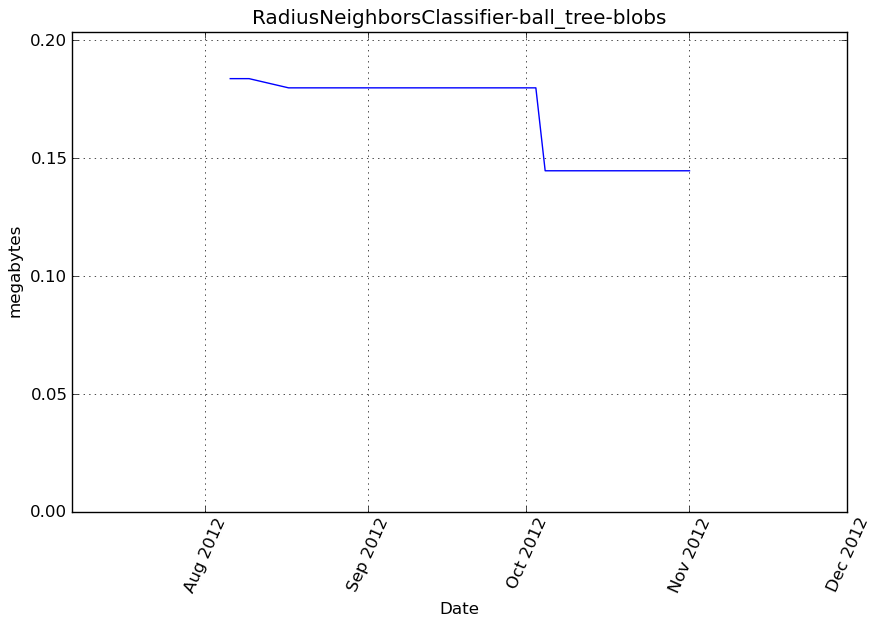 RadiusNeighborsClassifier-ball_tree-blobs
0.20
0.15
0.10
0.05
0.00
megabytes
Aug 2012
Sep 2012
Oct 2012
Nov 2012
Dec 2012
Date